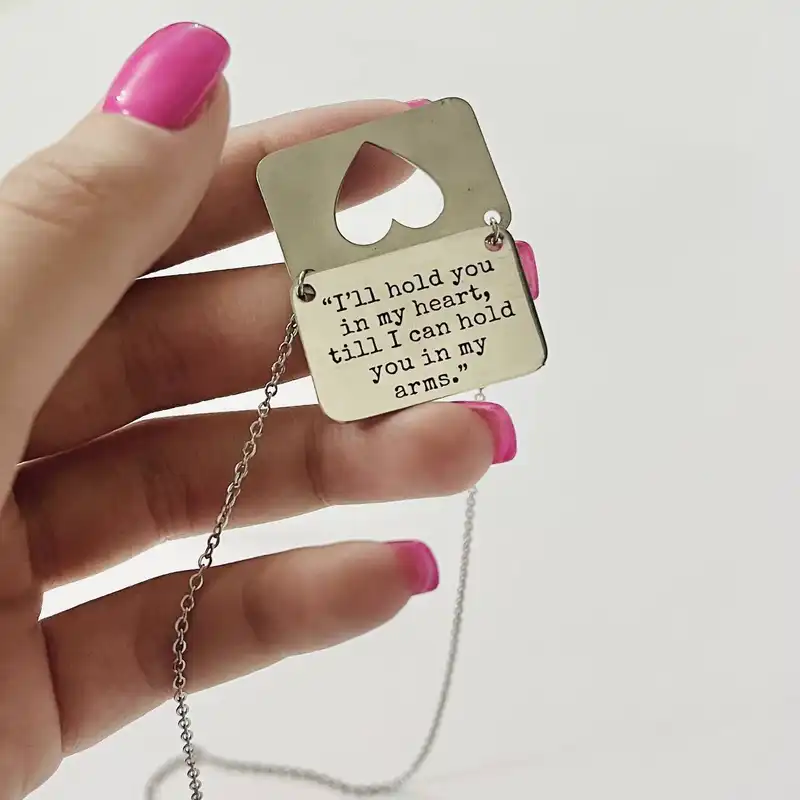 “I’ll hold you
in my heart,
till I can hold
you in my
arms.”